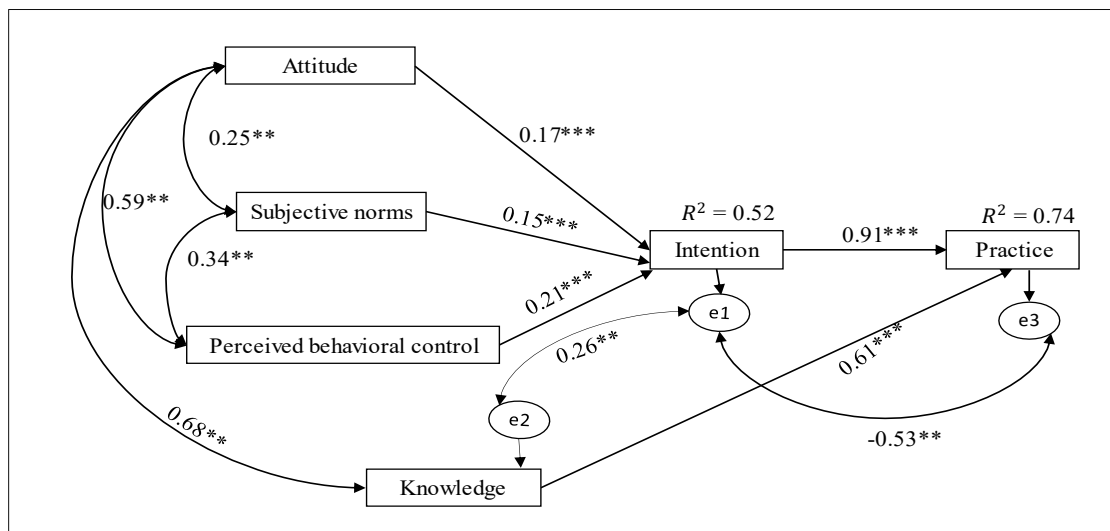 Attitude
0.17***
0.25**
0.59**
Subjective norms
0.15***
R² = 0.52
R² = 0.74
0.91***
Intention
Practice
0.34**
0.21***
e1
e3
Perceived behavioral control
0.26**
0.61***
e2
0.68**
-0.53**
Knowledge